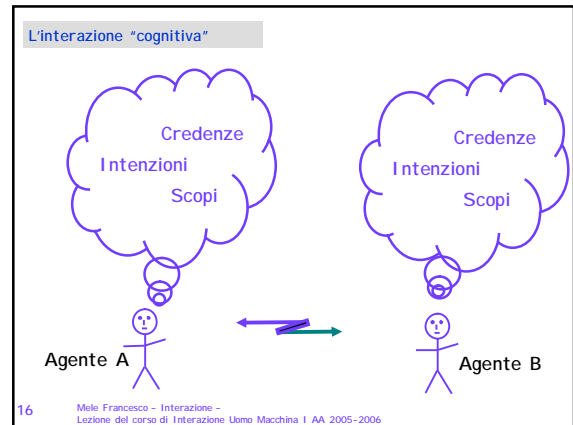 L'interazione "cognitiva"
Credenze
Intenzioni
Scopi
Credenze
Intenzioni
Scopi
Agente A
Agente B
16
Mele Francesco - Interazione -
Lezione del corso di Interazione Uomo Macchina I AA 2005-2006